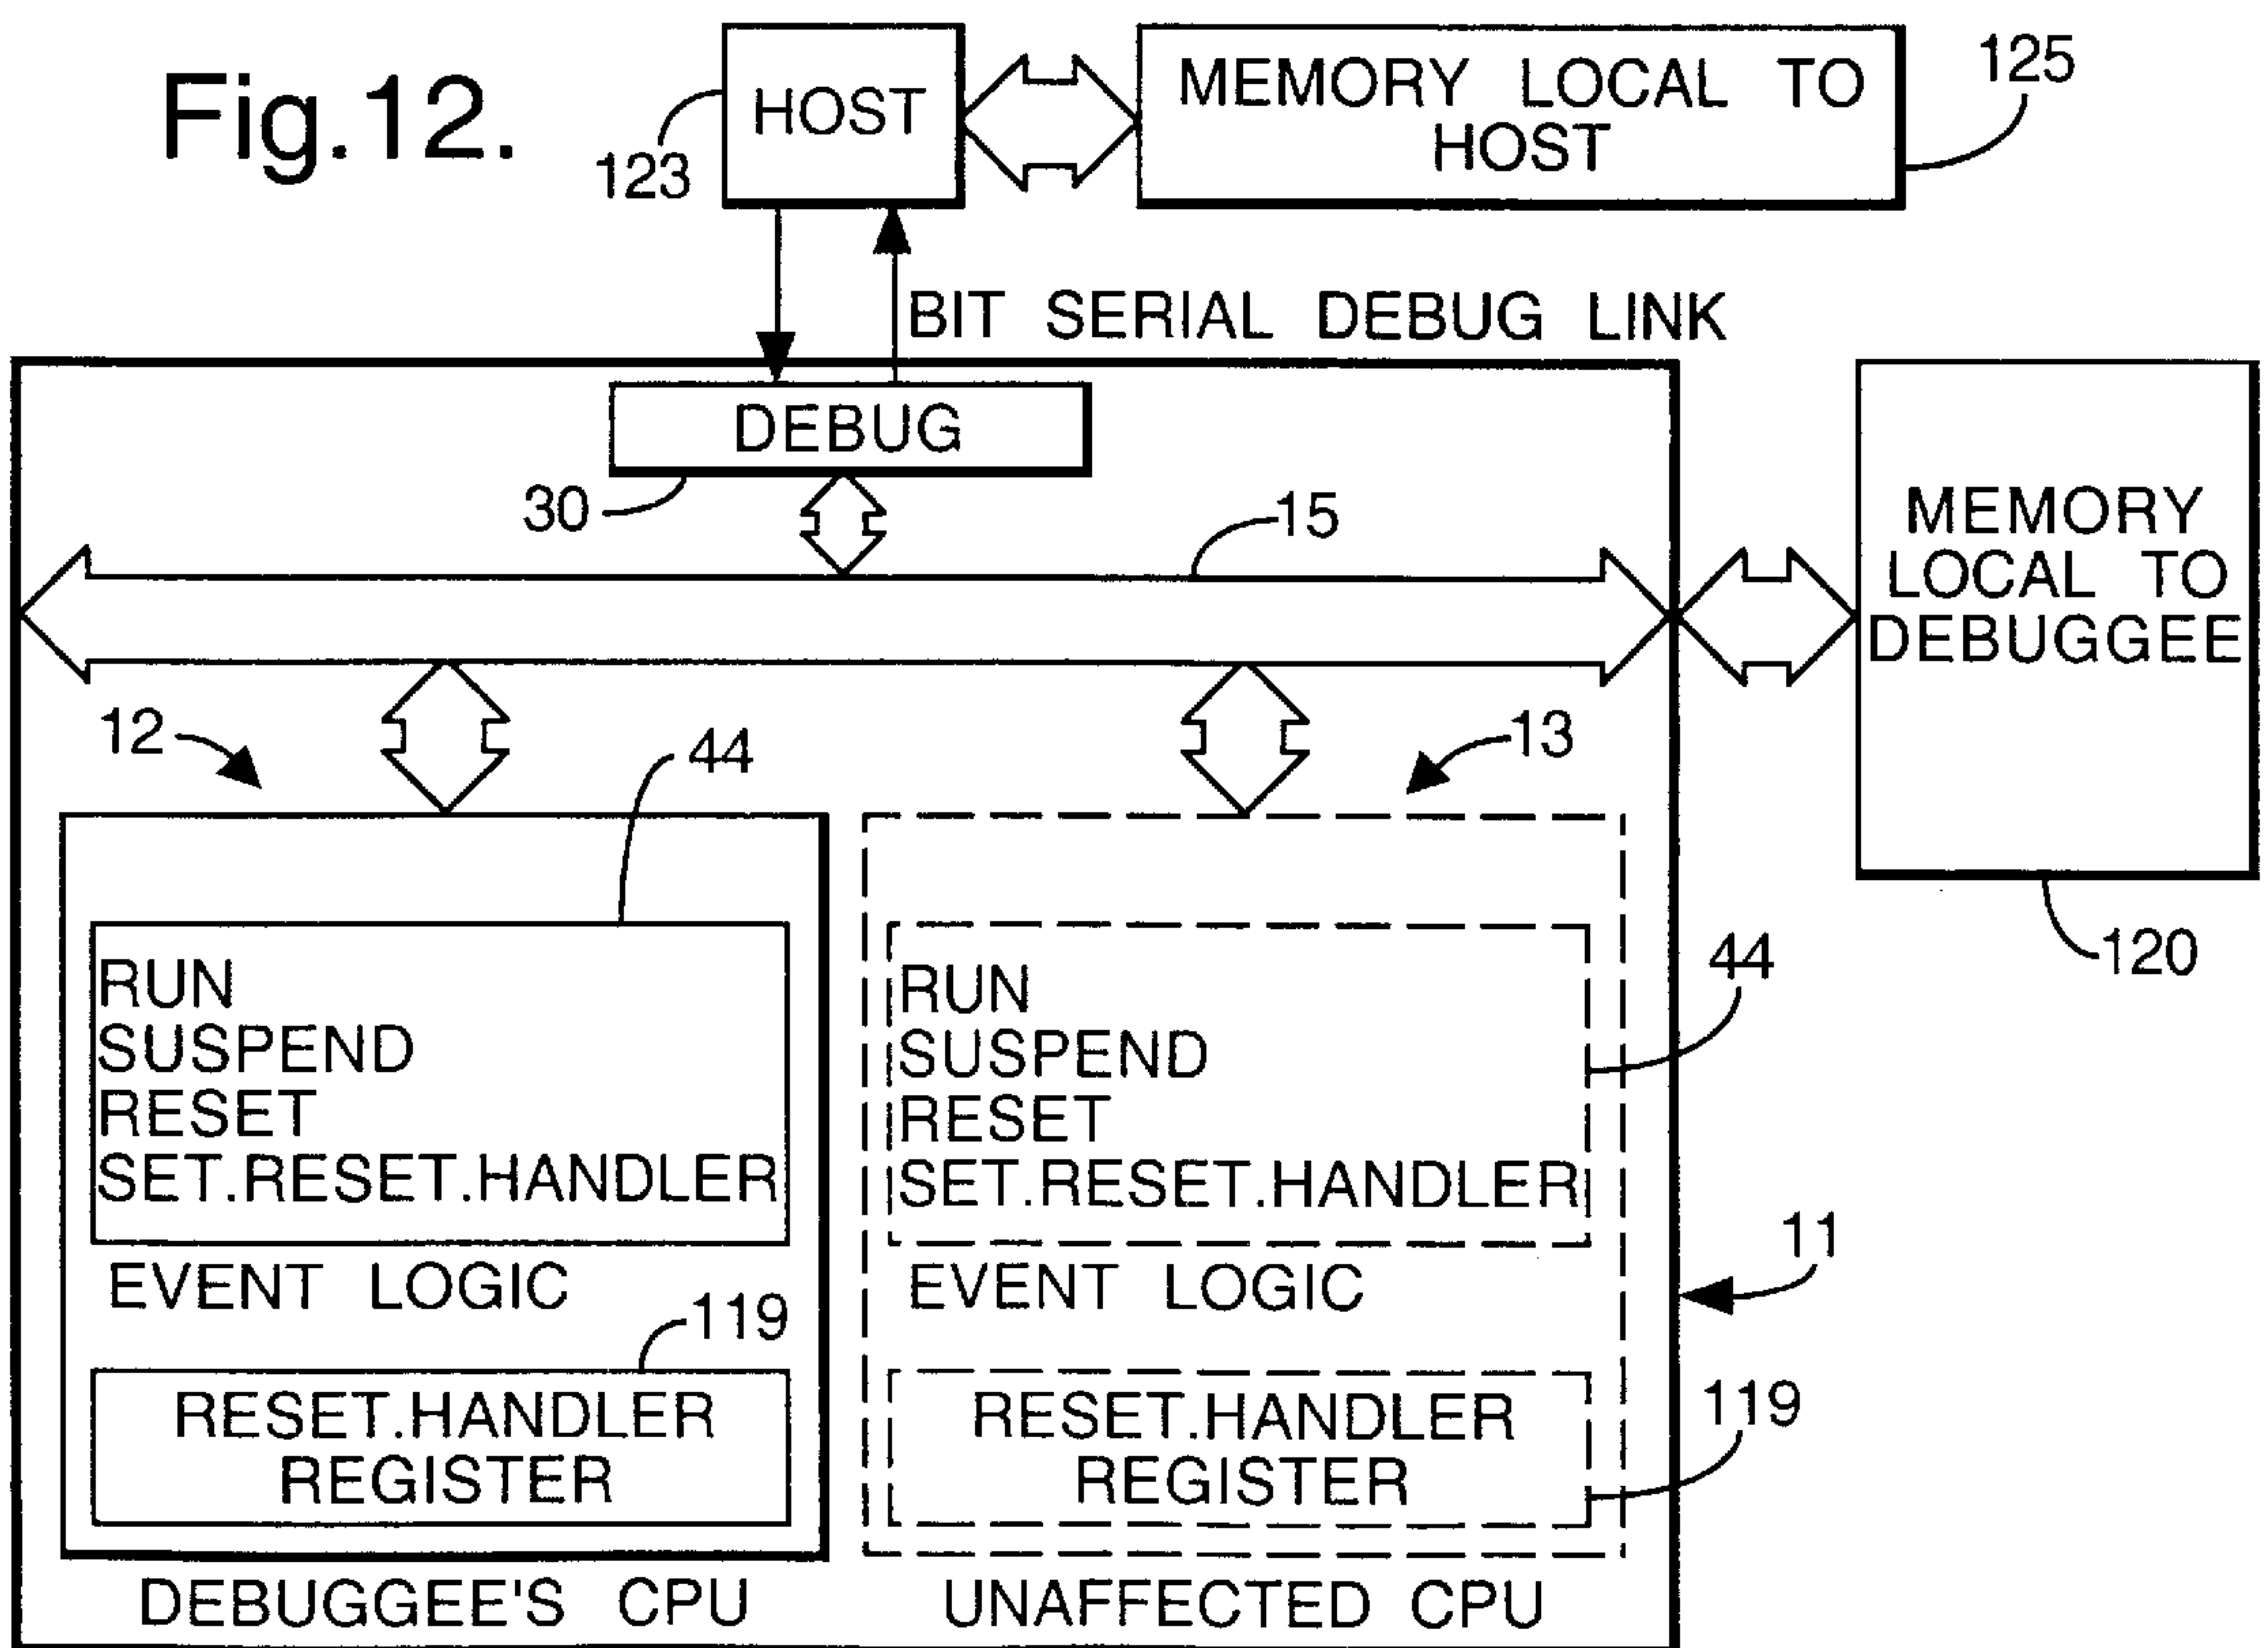 Fig.12.
HOST
123
MEMORY LOCAL TO
HOST
125
BIT SERIAL DEBUG LINK
DEBUG
30
15
MEMORY
LOCAL TO
DEBUGGEE
120
12
44
13
RUN
SUSPEND
RESET
SET.RESET.HANDLER
EVENT LOGIC
119
RESET.HANDLER
REGISTER
DEBUGGEE'S CPU
RUN
SUSPEND
RESET
SET.RESET.HANDLER
44
EVENT LOGIC
11
RESET.HANDLER
REGISTER
119
UNAFFECTED CPU